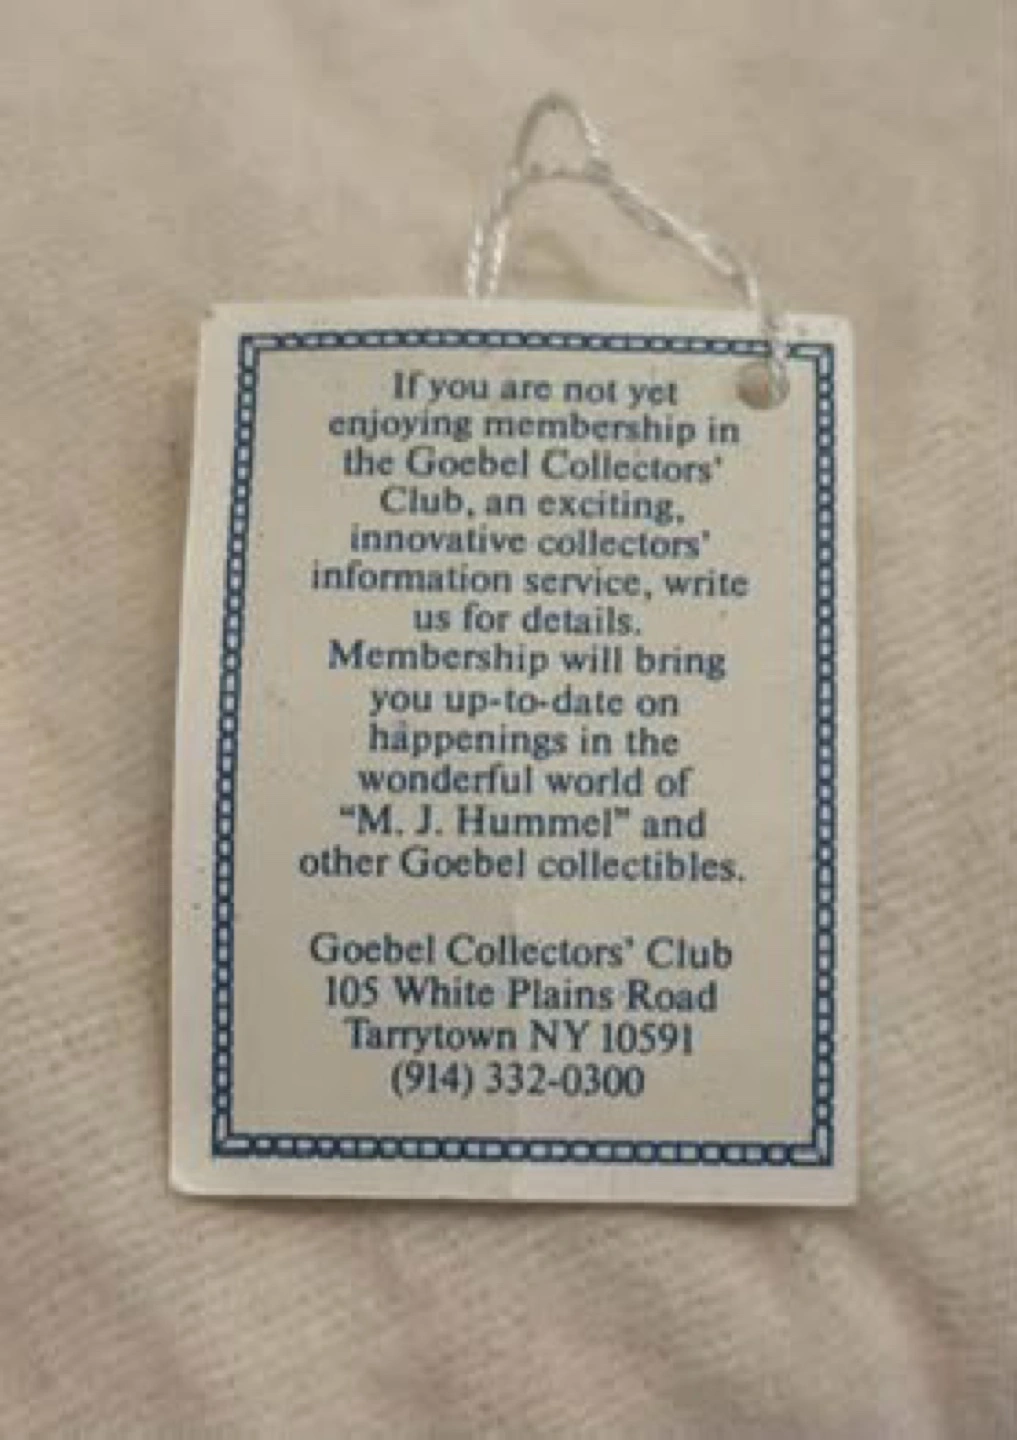 If you are not yet
enjoying membership in
the Goebel Collectors'
Club, an exciting,
innovative collectors'
information service, write
us for details.
Membership will bring
you up-to-date on
happenings in the
wonderful world of
“M. J. Hummel” and
other Goebel collectibles.
Goebel Collectors' Club
105 White Plains Road
Tarrytown NY 10591
(914) 332-0300